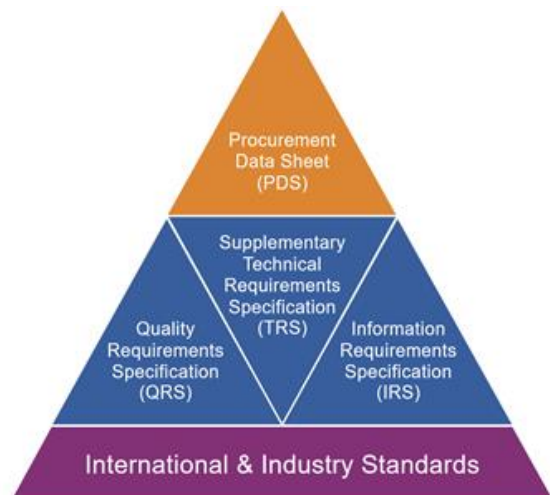 Procurement
Data Sheet
(PDS)
Supplementary
Technical
Requirements
Specification
(TRS)
Quality
Requirements
Specification
(QRS)
Information
Requirements
Specification
(IRS)
International & Industry Standards